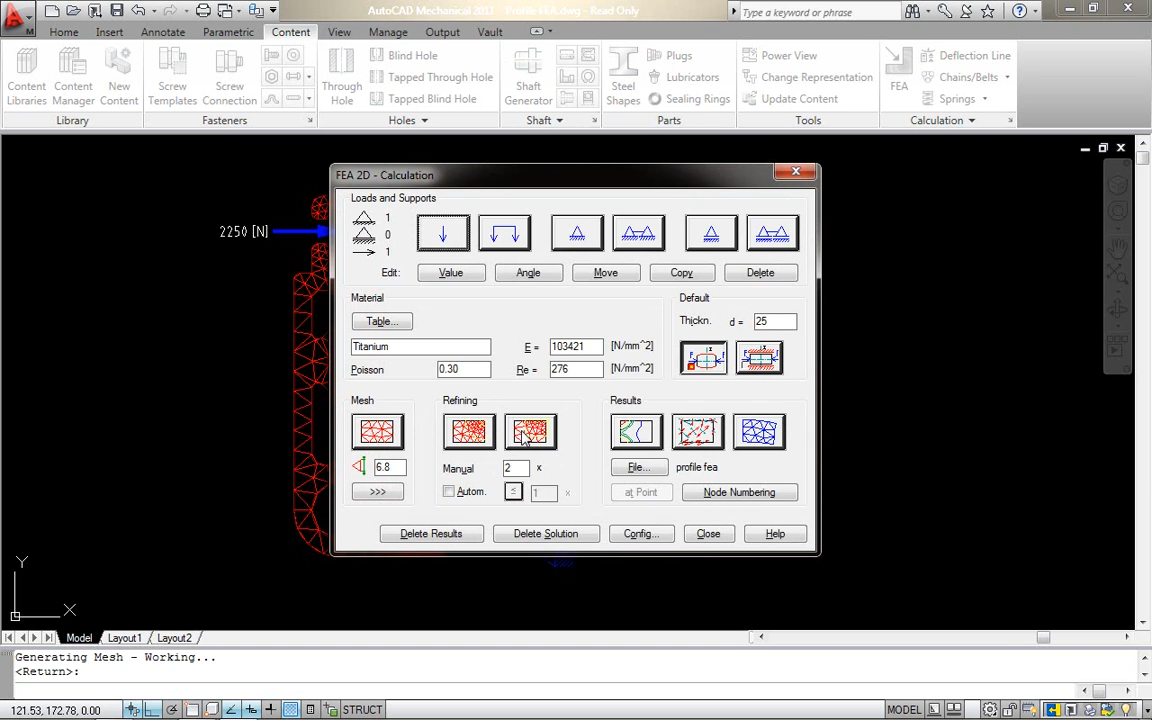 AutoCAD Mechanical 2011 Profile FEA.dwg - Read Only
Type a keyword or phrase
Home Insert Annotate Parametric Content View Manage Output Vault
Content Libraries
Content Manager
New Content
Library
Screw Templates
Screw Connection
Fasteners
Through Hole
Blind Hole
Tapped Through Hole
Tapped Blind Hole
Holes
Shaft Generator
Shaft
Steel Shapes
Plugs
Lubricators
Sealing Rings
Parts
Power View
Change Representation
Update Content
Tools
FEA
Deflection Line
Chains/Belts
Springs
Calculation
2250 [N]
FEA 2D - Calculation
Loads and Supports
1
0
1
Edit: Value Angle Move Copy Delete
Material
Table...
Titanium E = 103421 [N/mm^2]
Poisson 0.30 Re = 276 [N/mm^2]
Default
Thickn. d = 25
Mesh
6.8
>>>
Refining
Manual 2 x
Autom. ≤ 1 x
Results
File... profile fea
at Point Node Numbering
Delete Results Delete Solution Config... Close Help
Y
X
Model Layout1 Layout2
Generating Mesh - Working...
<Return>:
121.53, 172.78, 0.00 STRUCT MODEL